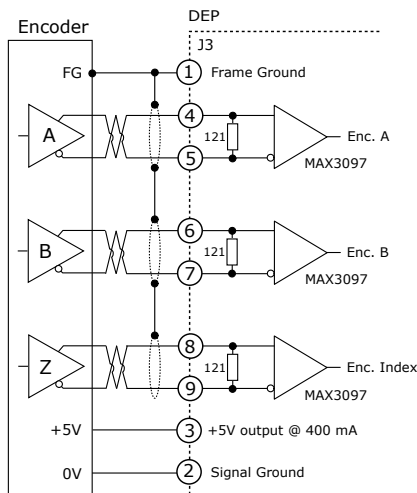 DEP
Encoder
J3
FG
1
Frame Ground
4
A
121
Enc. A
5
MAX3097
6
B
121
Enc. B
7
MAX3097
8
Z
121
Enc. Index
9
MAX3097
+5V
3
+5V output @ 400 mA
0V
2
Signal Ground